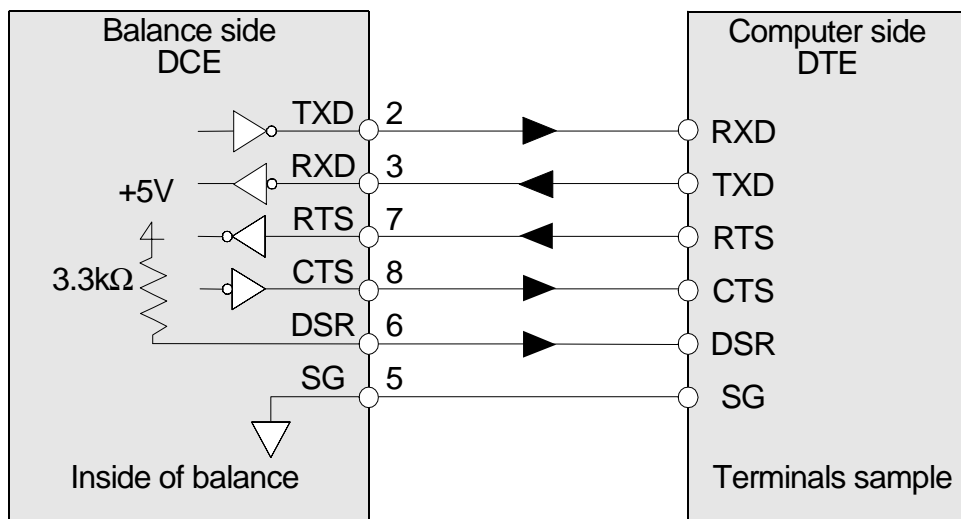 Balance side
DCE
Computer side
DTE
TXD 2 RXD
RXD 3 TXD
+5V
RTS 7 RTS
3.3kΩ
CTS 8 CTS
DSR 6 DSR
SG 5 SG
Inside of balance
Terminals sample